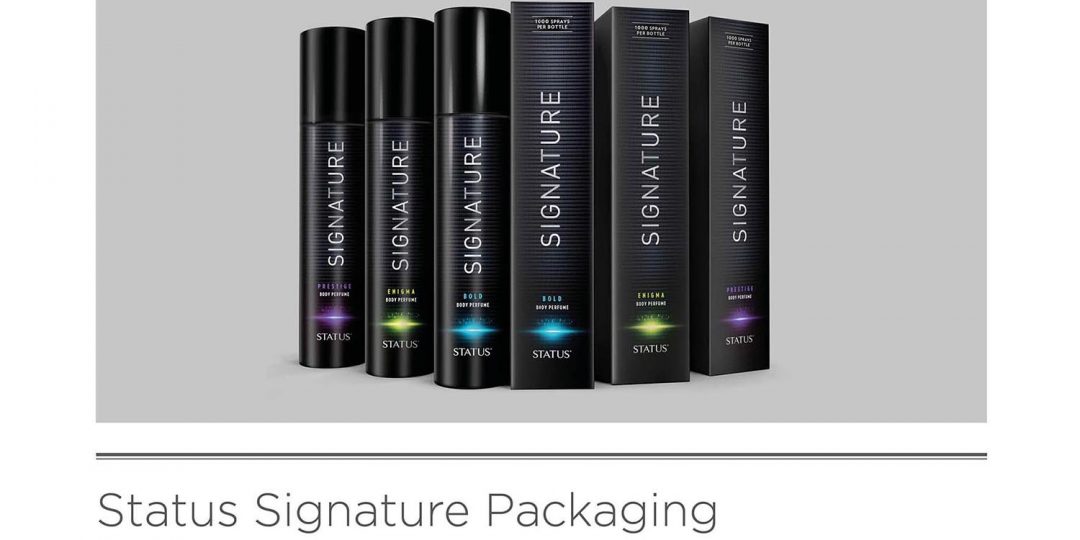 SIGNATURE
PRESTIGE
BODY PERFUME
STATUS
SIGNATURE
ENIGMA
BODY PERFUME
STATUS
SIGNATURE
BOLD
BODY PERFUME
STATUS
1000 SPRAYS
PER BOTTLE
SIGNATURE
BOLD
BODY PERFUME
STATUS
1000 SPRAYS
PER BOTTLE
SIGNATURE
ENIGMA
BODY PERFUME
STATUS
1000 SPRAYS
PER BOTTLE
SIGNATURE
PRESTIGE
BODY PERFUME
STATUS
Status Signature Packaging